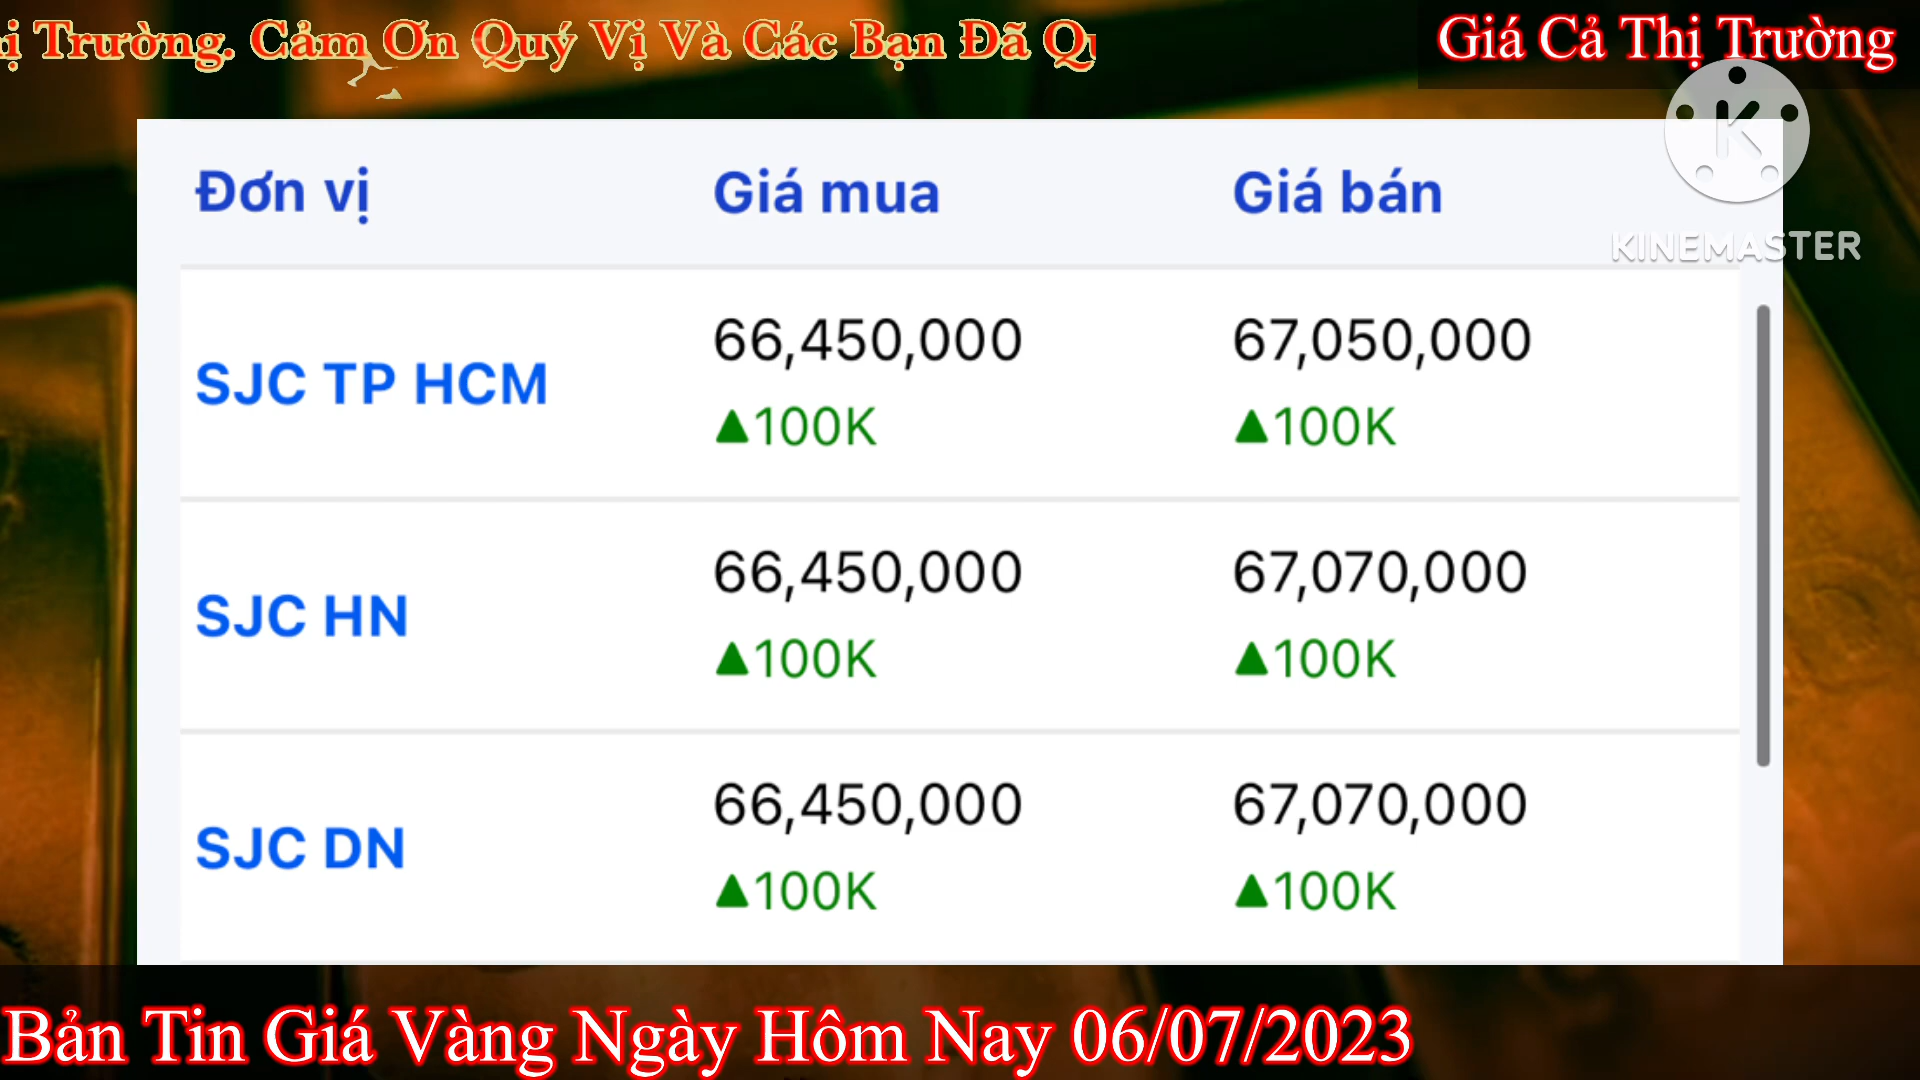 Trường. Cảm Ơn Quý Vị Và Các Bạn Đã
Giá Cả Thị Trường
K
KINEMASTER
Đơn vị Giá mua Giá bán
SJC TP HCM 66,450,000 67,050,000
▲100K ▲100K
SJC HN 66,450,000 67,070,000
▲100K ▲100K
SJC DN 66,450,000 67,070,000
▲100K ▲100K
Bản Tin Giá Vàng Ngày Hôm Nay 06/07/2023